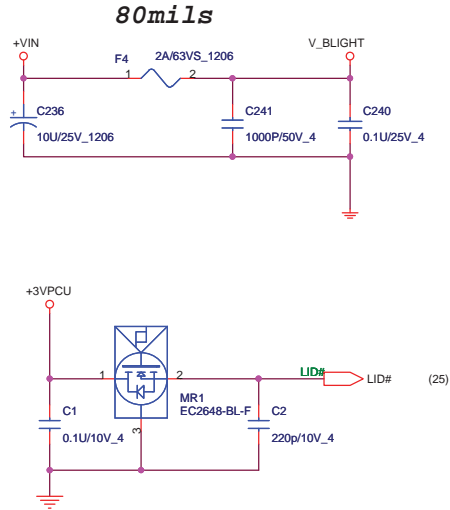 80mils
+VIN
V_BLIGHT
F4
2A/63VS_1206
1
2
+
C236
10U/25V_1206
C241
1000P/50V_4
C240
0.1U/25V_4
+3VPCU
1
2
LID#
LID#
(25)
MR1
EC2648-BL-F
3
C1
0.1U/10V_4
C2
220p/10V_4